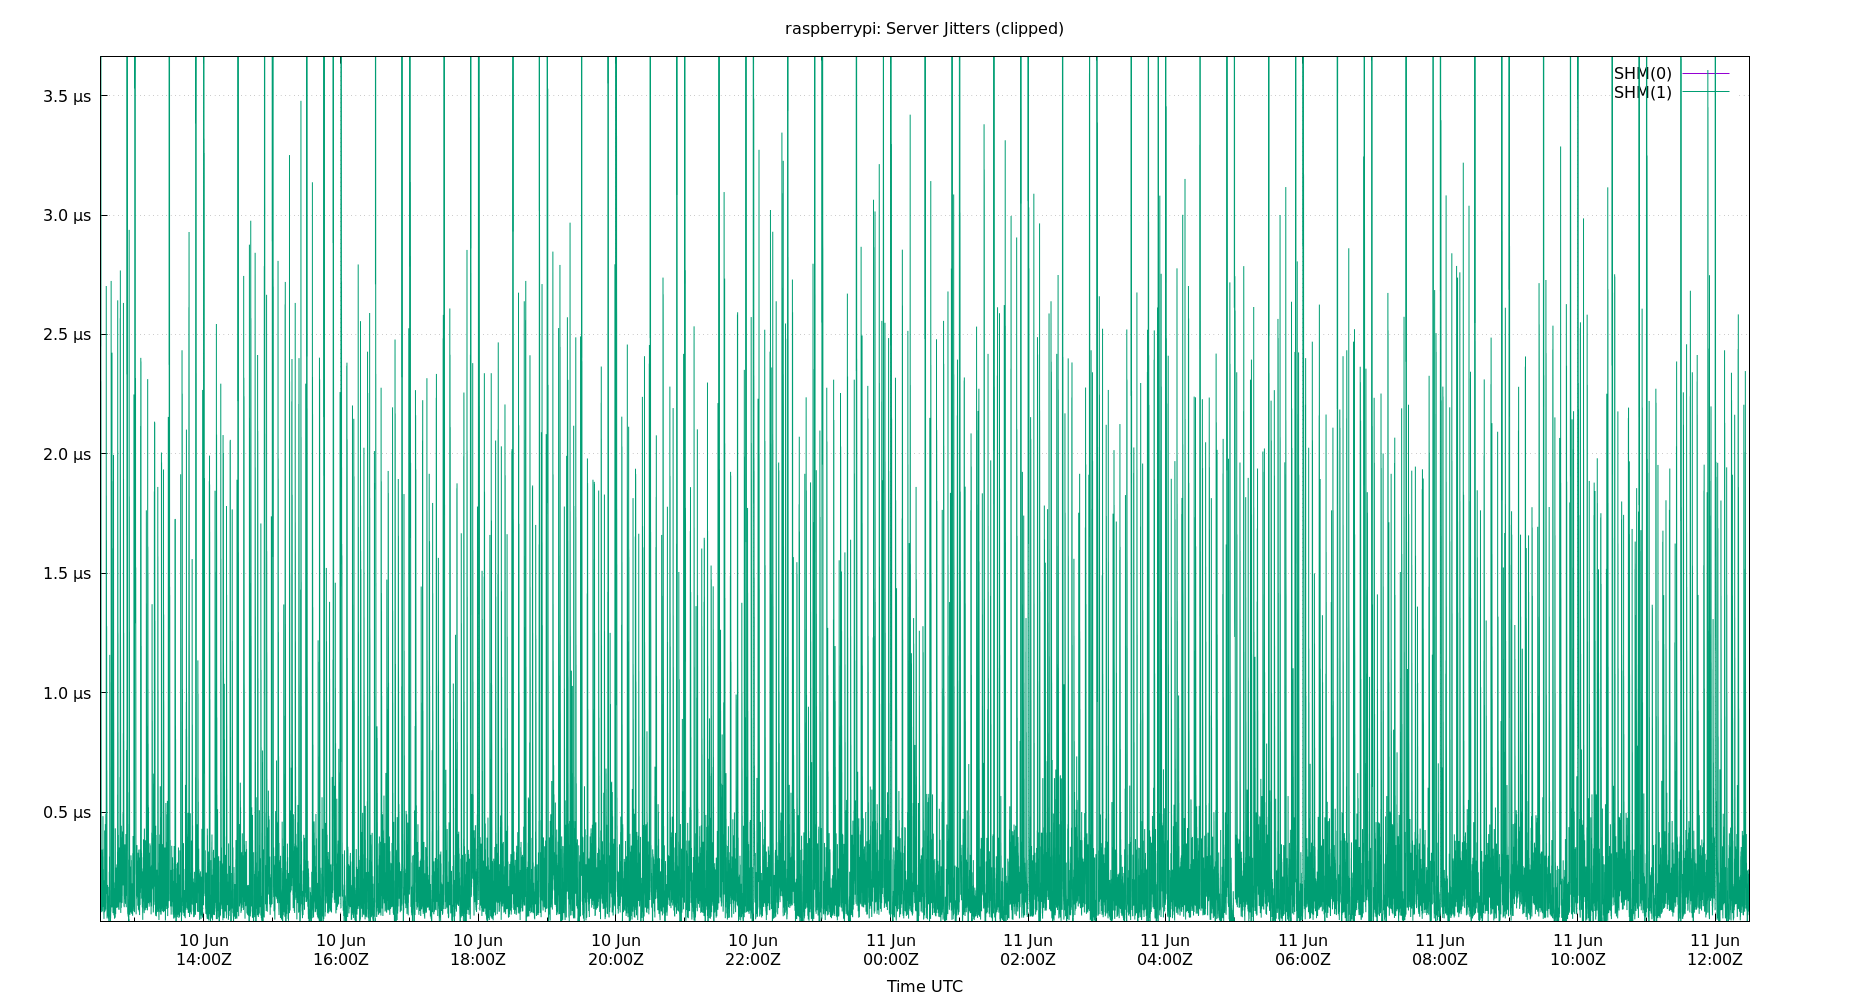 raspberrypi: Server Jitters (clipped)
SHM(0)
SHM(1)
3.5 µs
3.0 µs
2.5 µs
2.0 µs
1.5 µs
1.0 µs
0.5 µs
10 Jun 10 Jun 10 Jun 10 Jun 10 Jun 11 Jun 11 Jun 11 Jun 11 Jun 11 Jun 11 Jun 11 Jun
14:00Z 16:00Z 18:00Z 20:00Z 22:00Z 00:00Z 02:00Z 04:00Z 06:00Z 08:00Z 10:00Z 12:00Z
Time UTC